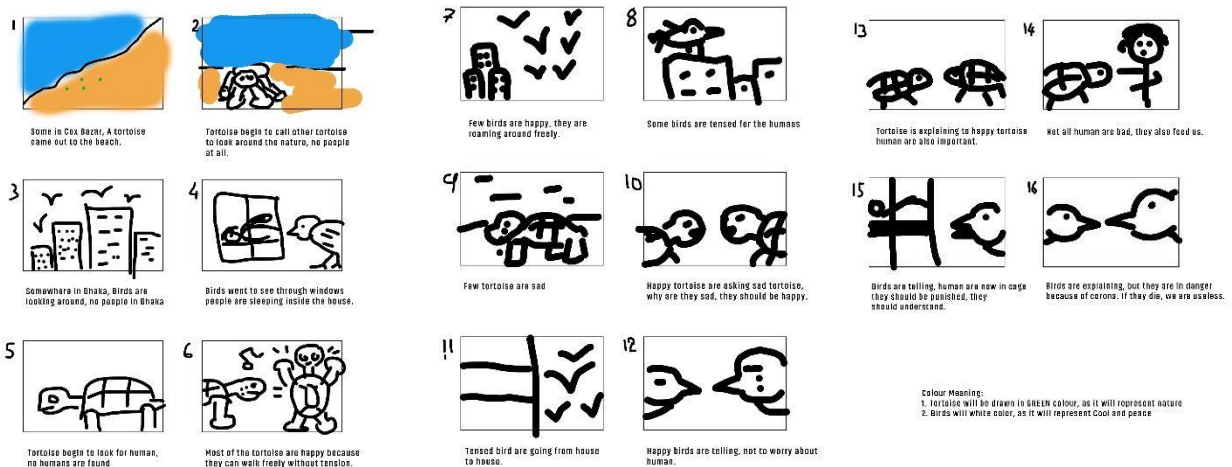 1
Some in Cox Bazar, A tortoise
came out to the beach.
2
Tortoise begin to call other tortoise
to look around the nature, no people
at all.
3
Somewhere in Dhaka, Birds are
looking around, no people in Dhaka
4
Birds went to see through windows
people are sleeping inside the house.
5
Tortoise begin to look for human,
no humans are found
6
Most of the tortoise are happy because
they can walk freely without tension.
7
Few birds are happy, they are
roaming around freely.
8
Some birds are tensed for the humans
9
Few tortoise are sad
10
Happy tortoise are asking sad tortoise,
why are they sad, they should be happy.
11
Tensed bird are going from house
to house.
12
Happy birds are telling, not to worry about
human.
13
Tortoise is explaining to happy tortoise
human are also important.
14
Not all human are bad, they also feed us.
15
Birds are telling, human are now in cage
they should be punished, they
should understand.
16
Birds are explaining, but they are in danger
because of corona. If they die, we are useless.
Colour Meaning:
1. Tortoise will be drawn in GREEN colour, as it will represent nature
2. Birds will white color, as it will represent Cool and peace